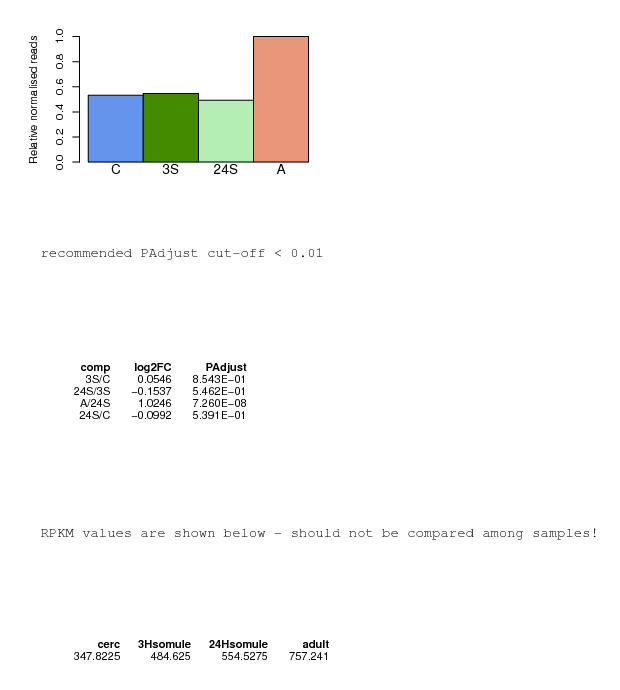 Relative normalised reads
1.0
0.8
0.6
0.4
0.2
0.0
C 3S 24S A
recommended PAdjust cut-off < 0.01
comp log2FC PAdjust
3S/C 0.0546 8.543E-01
24S/3S -0.1537 5.462E-01
A/24S 1.0246 7.260E-08
24S/C -0.0992 5.391E-01
RPKM values are shown below - should not be compared among samples!
cerc 3Hsomule 24Hsomule adult
347.8225 484.625 554.5275 757.241